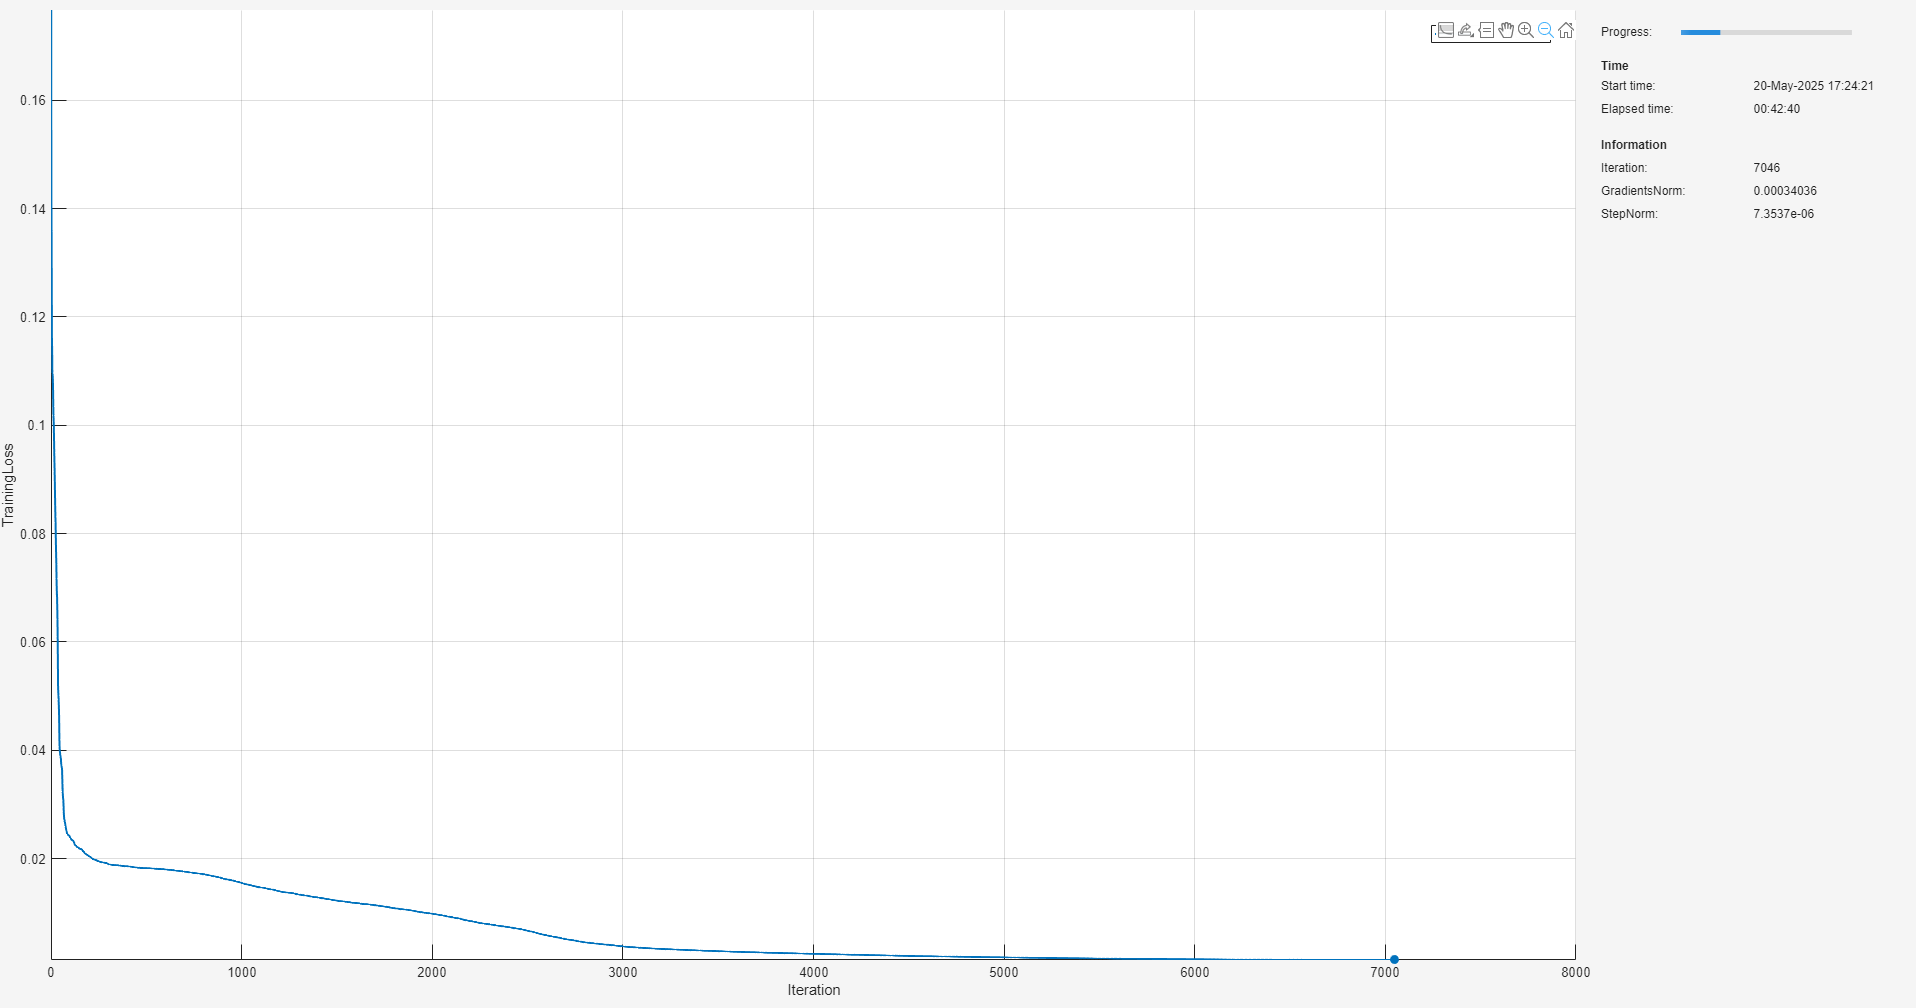 0.16
0.14
0.12
0.1
0.08
0.06
0.04
0.02
TrainingLoss
0 1000 2000 3000 4000 5000 6000 7000 8000
Iteration
Progress:
Time
Start time: 20-May-2025 17:24:21
Elapsed time: 00:42:40
Information
Iteration: 7046
GradientsNorm: 0.00034036
StepNorm: 7.3537e-06